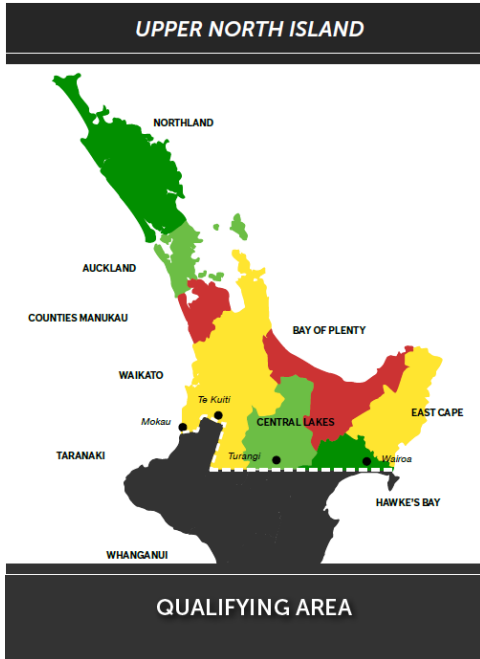 UPPER NORTH ISLAND
NORTHLAND
AUCKLAND
COUNTIES MANUKAU
BAY OF PLENTY
WAIKATO
Te Kuiti
EAST CAPE
Mokau
CENTRAL LAKES
TARANAKI
Turangi
Wairoa
HAWKE'S BAY
WHANGANUI
QUALIFYING AREA